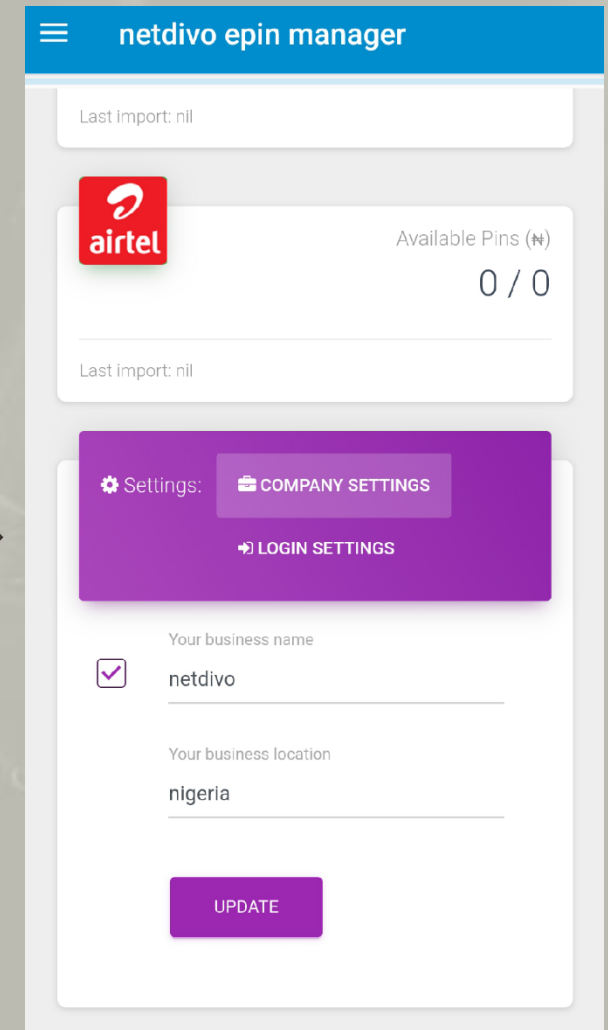 netdivo epin manager
Last import: nil
airtel
Available Pins (₦)
0 / 0
Last import: nil
Settings:
COMPANY SETTINGS
LOGIN SETTINGS
Your business name
netdivo
Your business location
nigeria
UPDATE